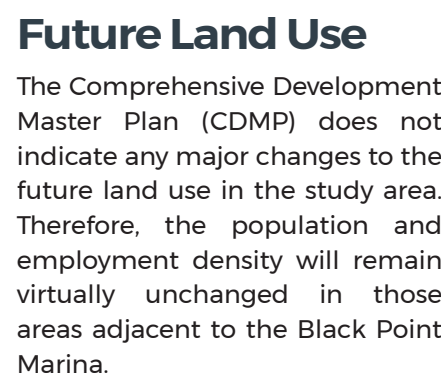 Future Land Use
The Comprehensive Development
Master Plan (CDMP) does not
indicate any major changes to the
future land use in the study area.
Therefore, the population and
employment density will remain
virtually unchanged in those
areas adjacent to the Black Point
Marina.